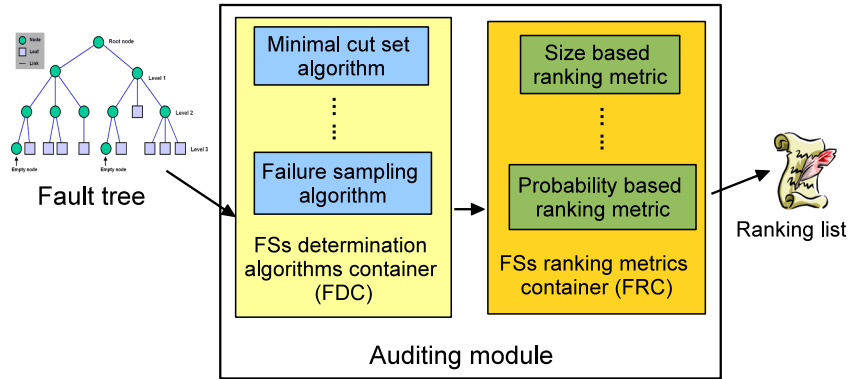 Node
Leaf
Link
Root node
Level 1
Level 2
Level 3
Empty node
Empty node
Fault tree
Minimal cut set
algorithm
Failure sampling
algorithm
FSs determination
algorithms container
(FDC)
Size based
ranking metric
Probability based
ranking metric
FSs ranking metrics
container (FRC)
Auditing module
Ranking list